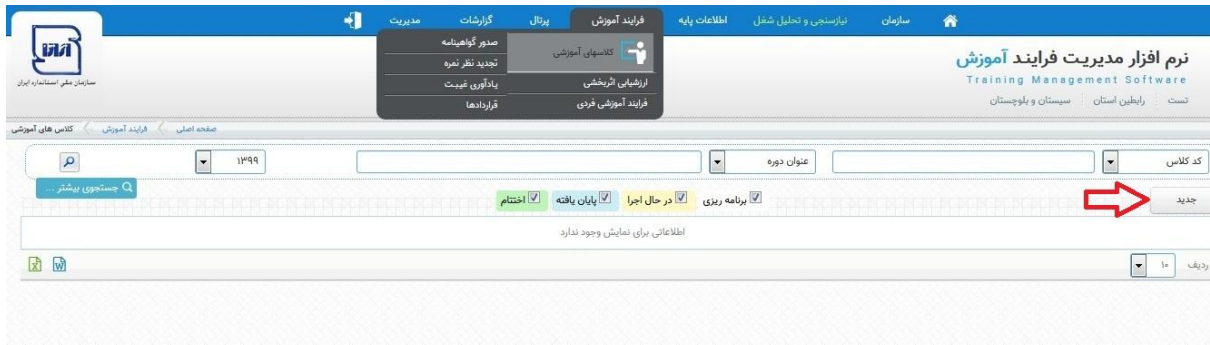 سازمان نیازسنجی و تحلیل شغل اطلاعات پایه فرایند آموزش پرتال گزارشات مدیریت
کلاسهای آموزشی
ارزشیابی اثربخشی
فرایند آموزشی فردی
صدور گواهینامه
تجدید نظر نمره
یادآوری غیبت
قراردادها
نرم افزار مدیریت فرایند آموزش
Training Management Software
تست رابطین استان سیستان و بلوچستان
سازمان ملی استاندارد ایران
صفحه اصلی فرایند آموزش کلاس های آموزشی
کد کلاس عنوان دوره ۱۳۹۹
جستجوی بیشتر ...
جدید برنامه ریزی در حال اجرا پایان یافته اختتام
اطلاعاتی برای نمایش وجود ندارد
ردیف ۱۰